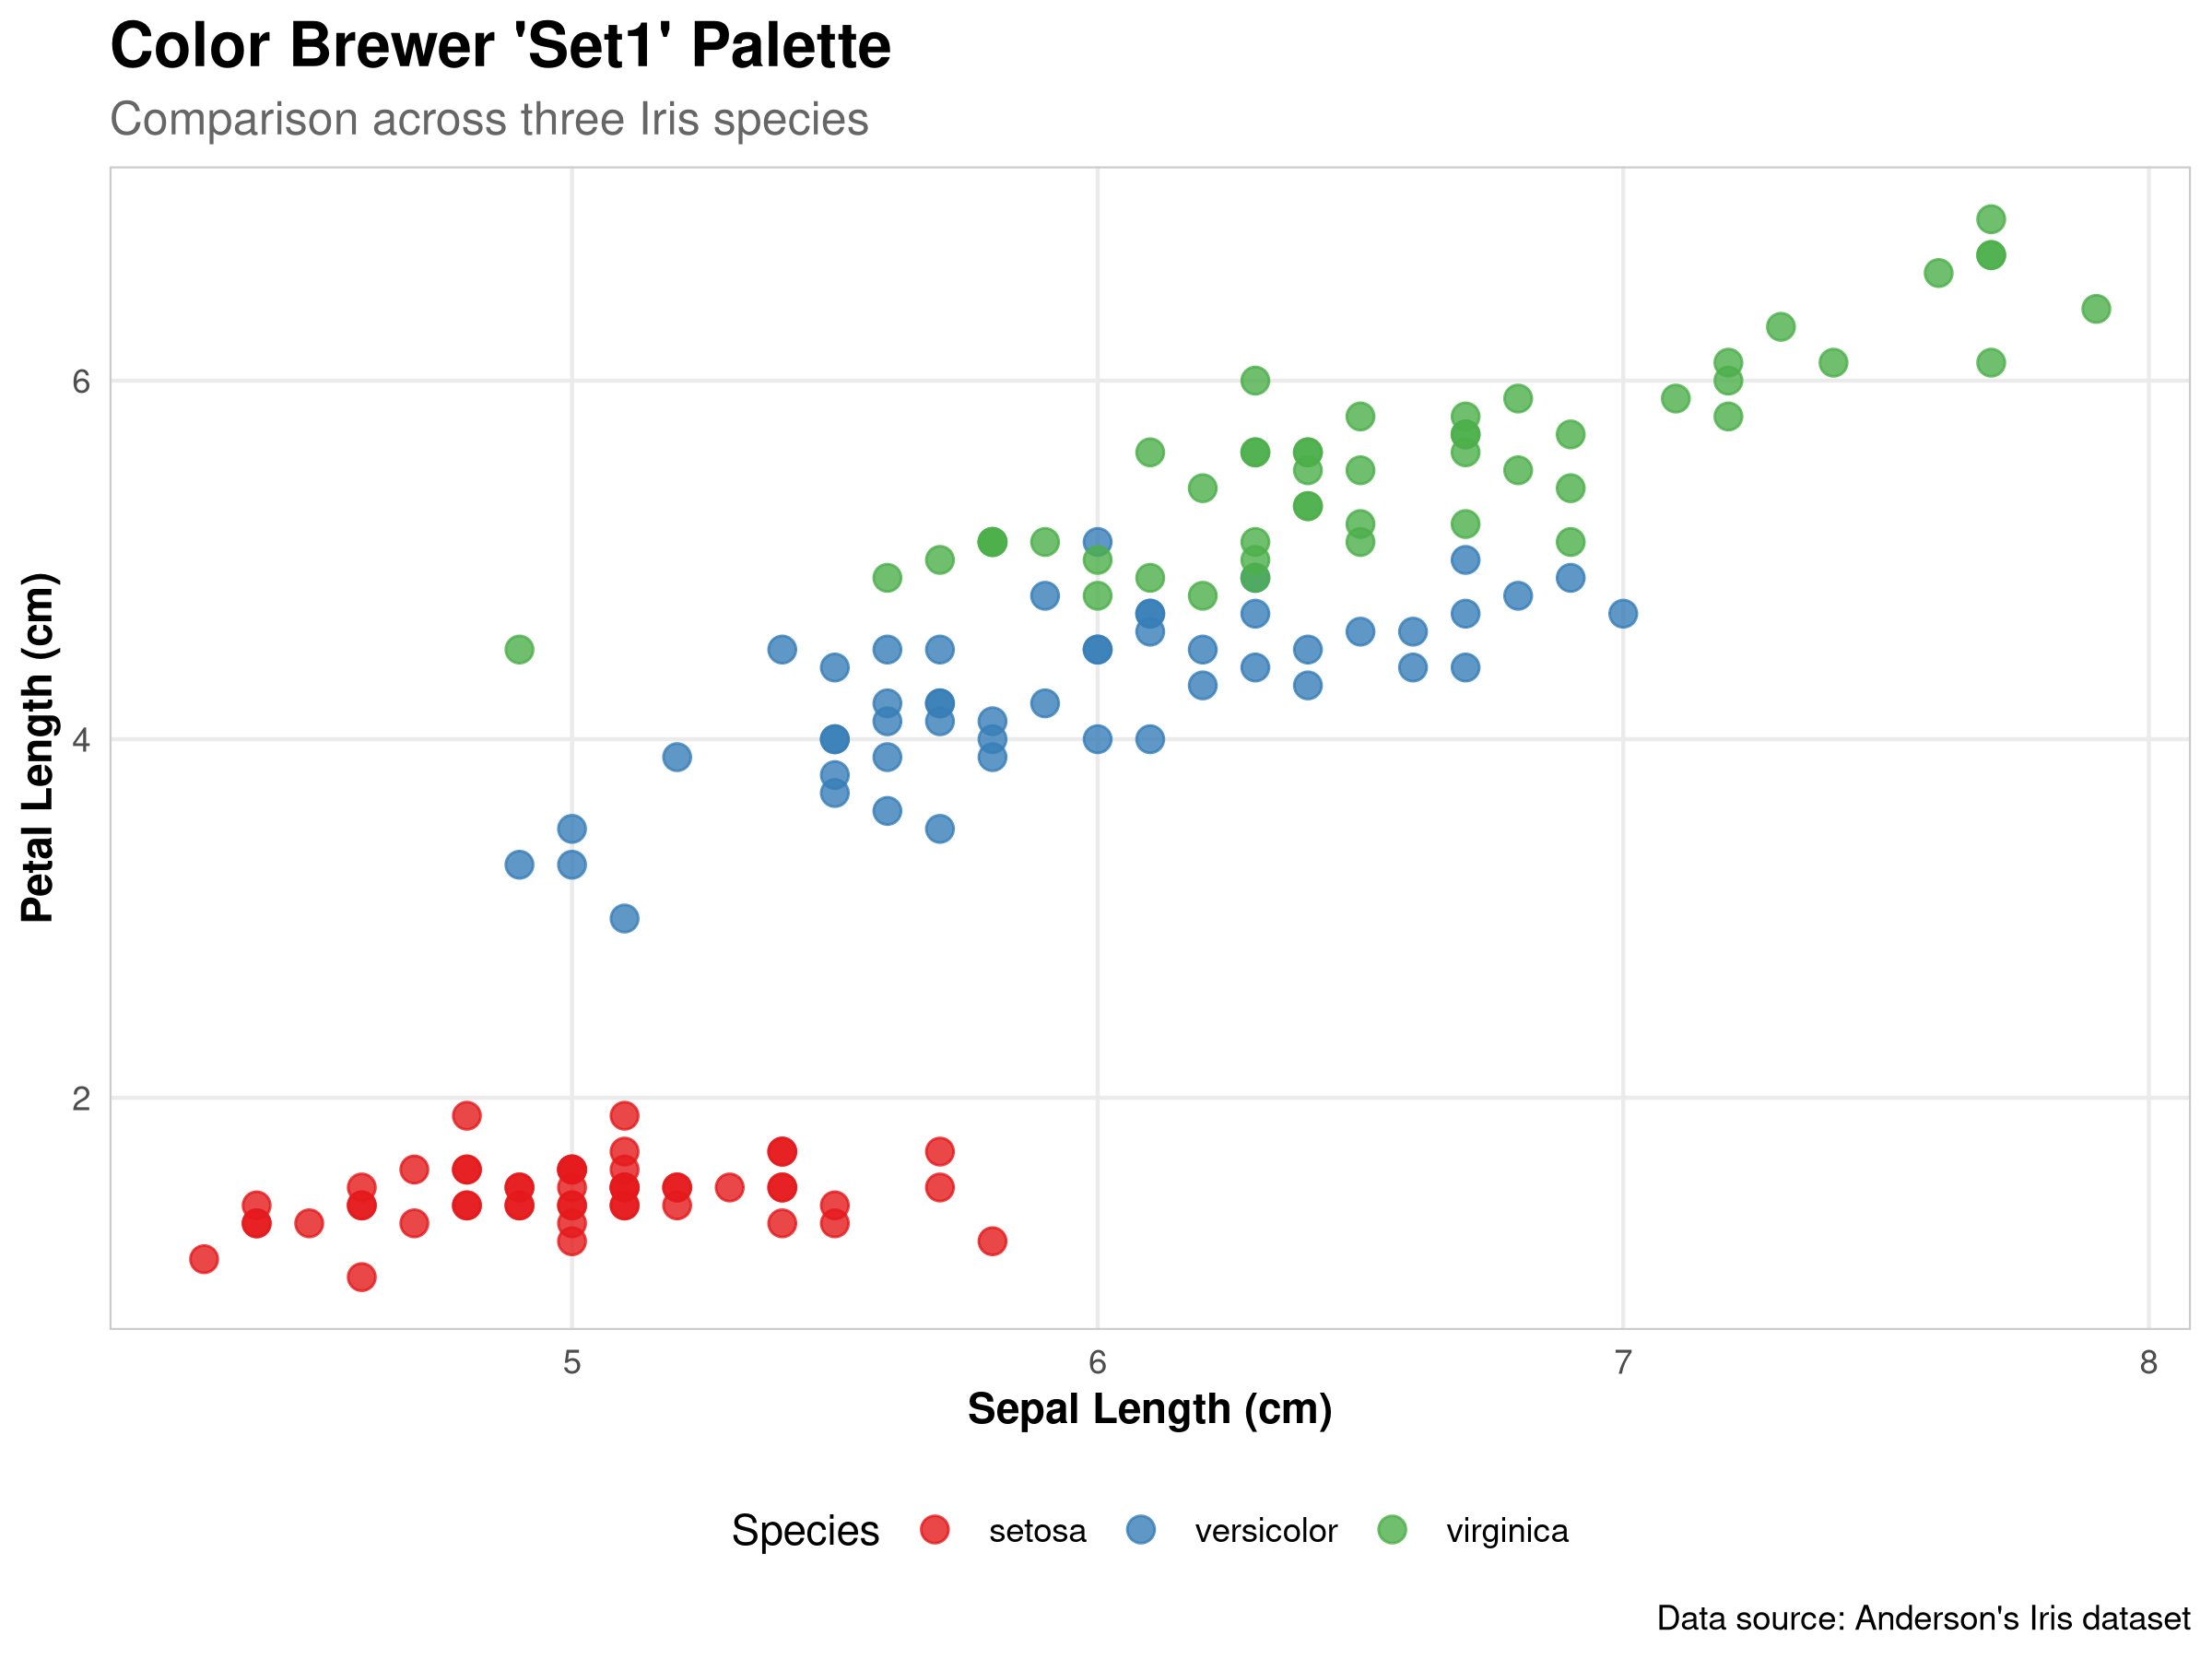 Color Brewer 'Set1' Palette
Comparison across three Iris species
Petal Length (cm)
6
4
2
5 6 7 8
Sepal Length (cm)
Species setosa versicolor virginica
Data source: Anderson's Iris dataset